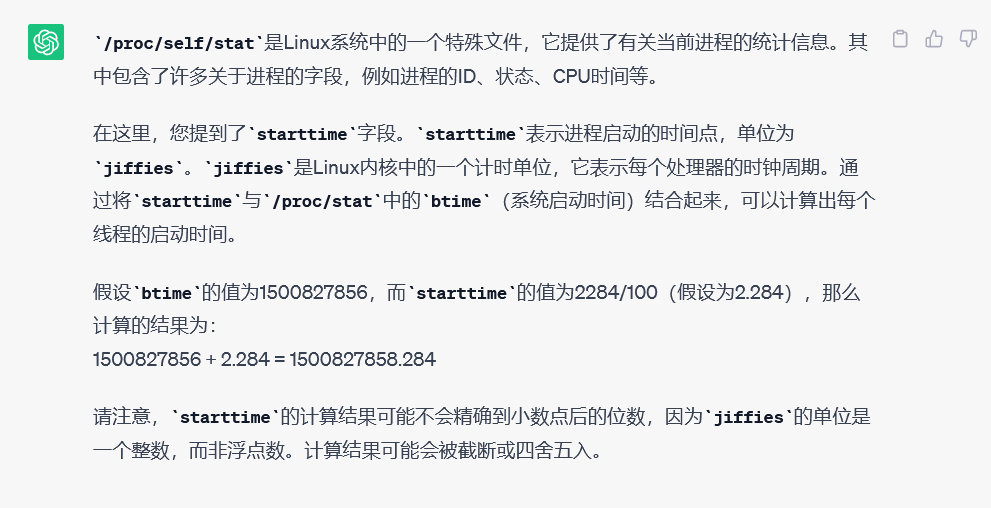 `/proc/self/stat`是Linux系统中的一个特殊文件，它提供了有关当前进程的统计信息。其
中包含了许多关于进程的字段，例如进程的ID、状态、CPU时间等。
在这里，您提到了`starttime`字段。`starttime`表示进程启动的时间点，单位为
`jiffies`。`jiffies`是Linux内核中的一个计时单位，它表示每个处理器的时钟周期。通
过将`starttime`与`/proc/stat`中的`btime`（系统启动时间）结合起来，可以计算出每个
线程的启动时间。
假设`btime`的值为1500827856，而`starttime`的值为2284/100（假设为2.284），那么
计算的结果为：
1500827856 + 2.284 = 1500827858.284
请注意，`starttime`的计算结果可能不会精确到小数点后的位数，因为`jiffies`的单位是
一个整数，而非浮点数。计算结果可能会被截断或四舍五入。